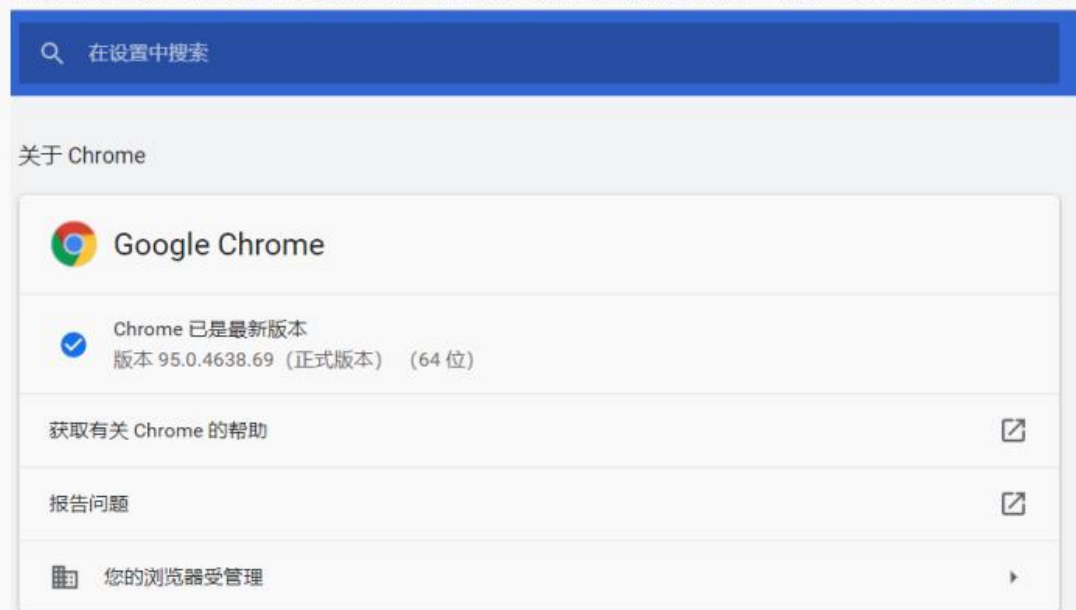 在设置中搜索
关于 Chrome
Google Chrome
Chrome 已是最新版本
版本 95.0.4638.69（正式版本） （64 位）
获取有关 Chrome 的帮助
报告问题
您的浏览器受管理